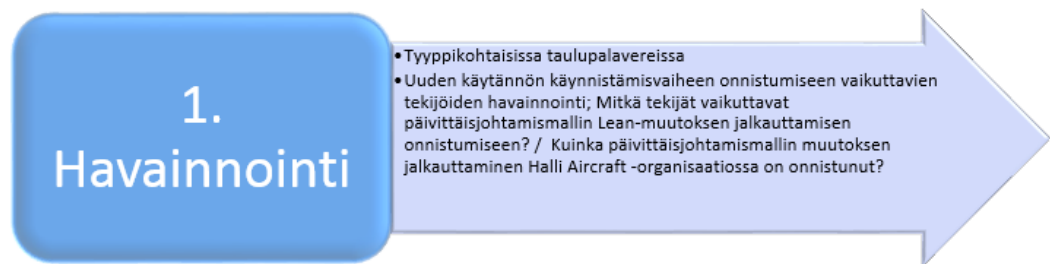 1.
Havainnointi
•Tyyppikohtaisissa taulupalavereissa
•Uuden käytännön käynnistämisvaiheen onnistumiseen vaikuttavien
tekijöiden havainnointi; Mitkä tekijät vaikuttavat
päivittäisjohtamismallin Lean-muutoksen jalkauttamisen
onnistumiseen? / Kuinka päivittäisjohtamismallin muutoksen
jalkauttaminen Halli Aircraft -organisaatiossa on onnistunut?